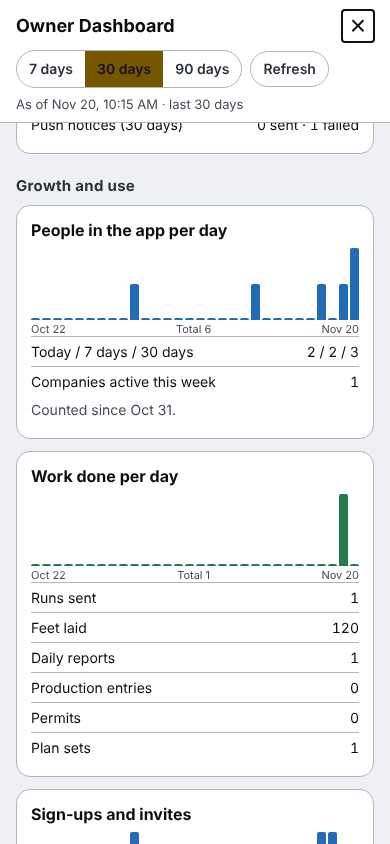 Owner Dashboard
7 days 30 days 90 days Refresh
As of Nov 20, 10:15 AM · last 30 days
Push notices (30 days) 0 sent · 1 failed
Growth and use
People in the app per day
Oct 22 Total 6 Nov 20
Today / 7 days / 30 days 2 / 2 / 3
Companies active this week 1
Counted since Oct 31.
Work done per day
Oct 22 Total 1 Nov 20
Runs sent 1
Feet laid 120
Daily reports 1
Production entries 0
Permits 0
Plan sets 1
Sign-ups and invites